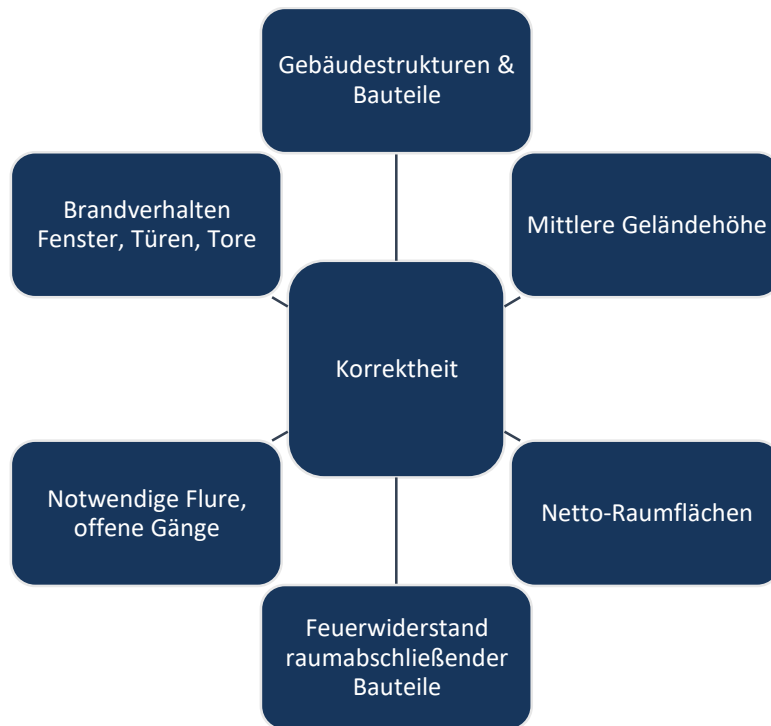 Gebäudestrukturen &
Bauteile
Brandverhalten
Fenster, Türen, Tore
Mittlere Geländehöhe
Korrektheit
Notwendige Flure,
offene Gänge
Netto-Raumflächen
Feuerwiderstand
raumabschließender
Bauteile